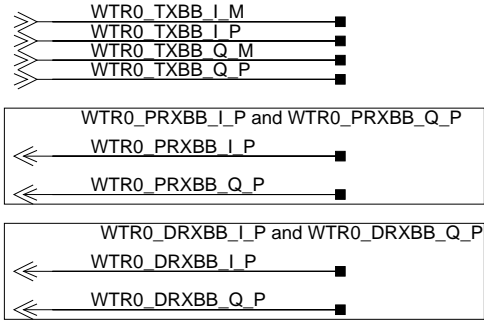 WTR0_TXBB_I_M
WTR0_TXBB_I_P
WTR0_TXBB_Q_M
WTR0_TXBB_Q_P
WTR0_PRXBB_I_P and WTR0_PRXBB_Q_P
WTR0_PRXBB_I_P
WTR0_PRXBB_Q_P
WTR0_DRXBB_I_P and WTR0_DRXBB_Q_P
WTR0_DRXBB_I_P
WTR0_DRXBB_Q_P